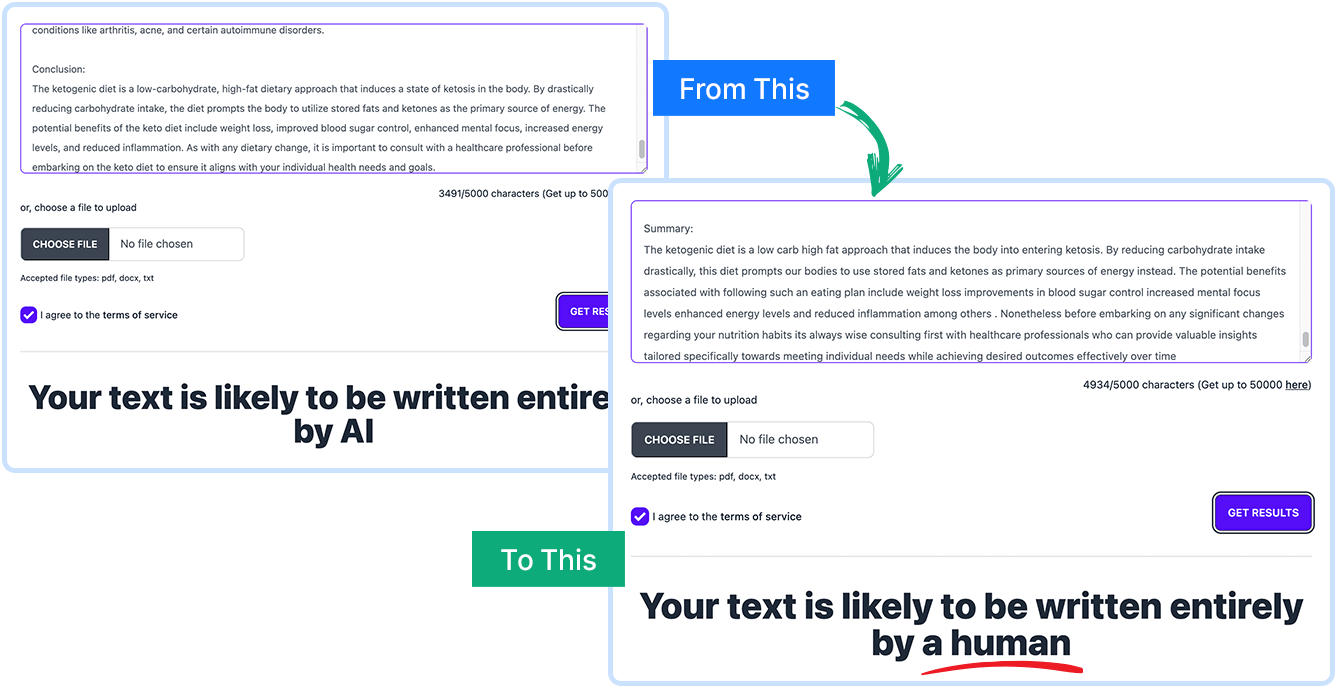 conditions like arthritis, acne, and certain autoimmune disorders.
Conclusion:
The ketogenic diet is a low-carbohydrate, high-fat dietary approach that induces a state of ketosis in the body. By drastically
reducing carbohydrate intake, the diet prompts the body to utilize stored fats and ketones as the primary source of energy. The
potential benefits of the keto diet include weight loss, improved blood sugar control, enhanced mental focus, increased energy
levels, and reduced inflammation. As with any dietary change, it is important to consult with a healthcare professional before
embarking on the keto diet to ensure it aligns with your individual health needs and goals.
3491/5000 characters (Get up to 500
or, choose a file to upload
CHOOSE FILE No file chosen
Accepted file types: pdf, docx, txt
I agree to the terms of service
GET RES
Your text is likely to be written entire
by AI
From This
Summary:
The ketogenic diet is a low carb high fat approach that induces the body into entering ketosis. By reducing carbohydrate intake
drastically, this diet prompts our bodies to use stored fats and ketones as primary sources of energy instead. The potential benefits
associated with following such an eating plan include weight loss improvements in blood sugar control increased mental focus
levels enhanced energy levels and reduced inflammation among others . Nonetheless before embarking on any significant changes
regarding your nutrition habits its always wise consulting first with healthcare professionals who can provide valuable insights
tailored specifically towards meeting individual needs while achieving desired outcomes effectively over time
4934/5000 characters (Get up to 50000 here)
or, choose a file to upload
CHOOSE FILE No file chosen
Accepted file types: pdf, docx, txt
I agree to the terms of service
GET RESULTS
To This
Your text is likely to be written entirely
by a human